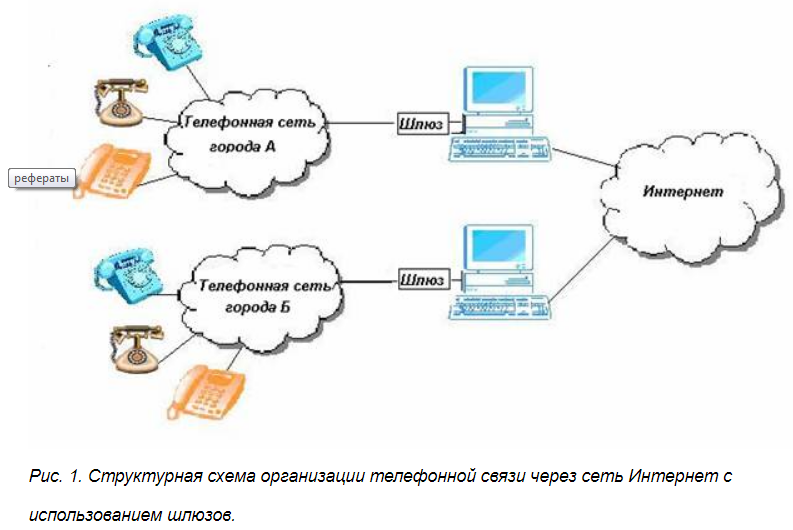 Телефонная сеть
города А
Шлюз
рефераты
Интернет
Телефонная сеть
города Б
Шлюз
Рис. 1. Структурная схема организации телефонной связи через сеть Интернет с
использованием шлюзов.